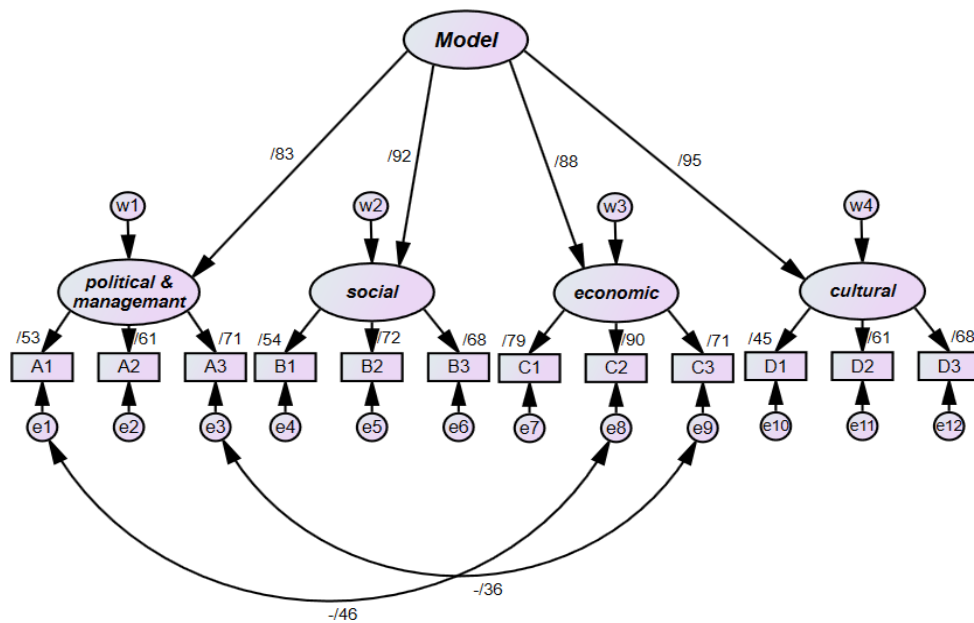 Model
/83
/92
/88
/95
w1
w2
w3
w4
political &
managemant
social
economic
cultural
/53
/61
/71
/54
/72
/68
/79
/90
/71
/45
/61
/68
A1
A2
A3
B1
B2
B3
C1
C2
C3
D1
D2
D3
e1
e2
e3
e4
e5
e6
e7
e8
e9
e10
e11
e12
-/36
-/46